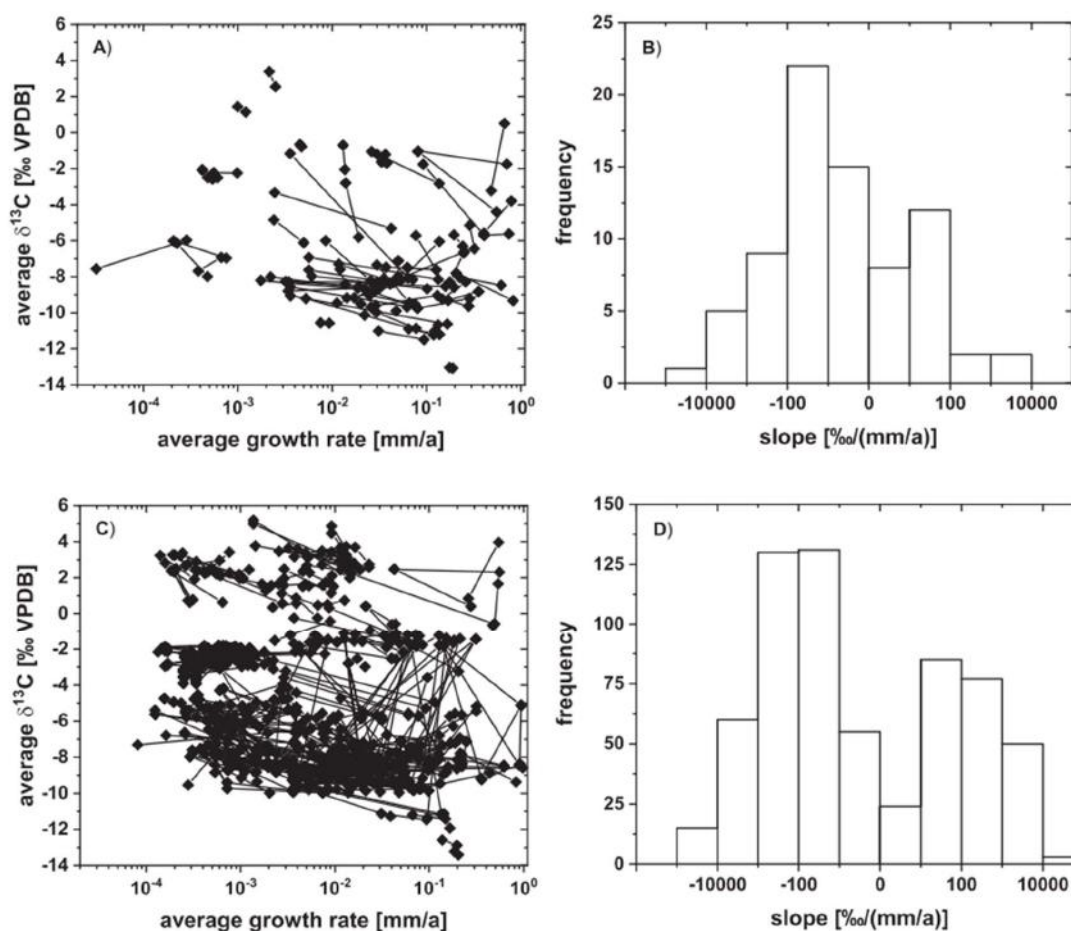 A)
average δ¹³C [‰ VPDB]
6
4
2
0
-2
-4
-6
-8
-10
-12
-14
10⁻⁴ 10⁻³ 10⁻² 10⁻¹ 10⁰
average growth rate [mm/a]
B)
frequency
25
20
15
10
5
0
-10000 -100 0 100 10000
slope [‰/(mm/a)]
C)
average δ¹³C [‰ VPDB]
6
4
2
0
-2
-4
-6
-8
-10
-12
-14
10⁻⁴ 10⁻³ 10⁻² 10⁻¹ 10⁰
average growth rate [mm/a]
D)
frequency
150
125
100
75
50
25
0
-10000 -100 0 100 10000
slope [‰/(mm/a)]